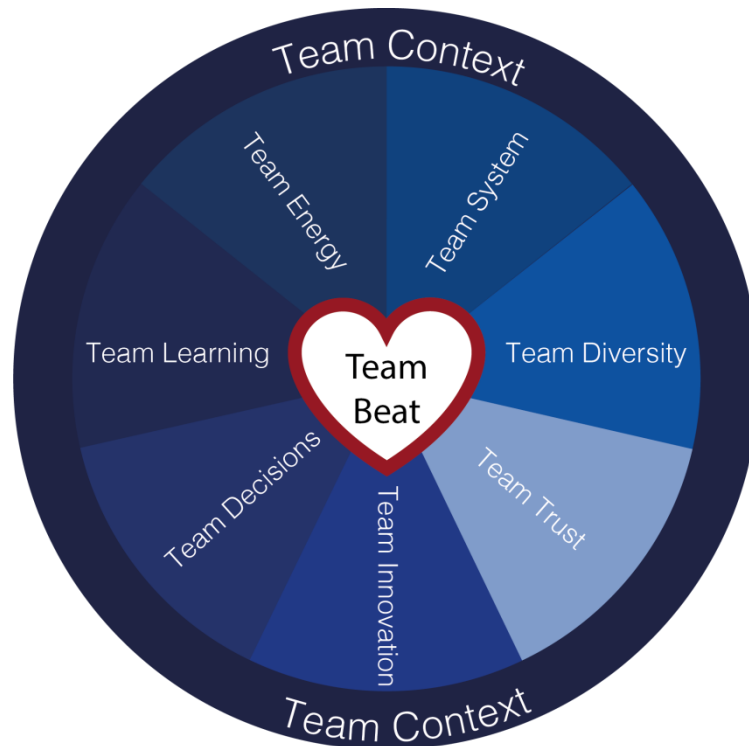 Team Context
Team Energy
Team System
Team Learning
Team
Beat
Team Diversity
Team Decisions
Team Innovation
Team Trust
Team Context